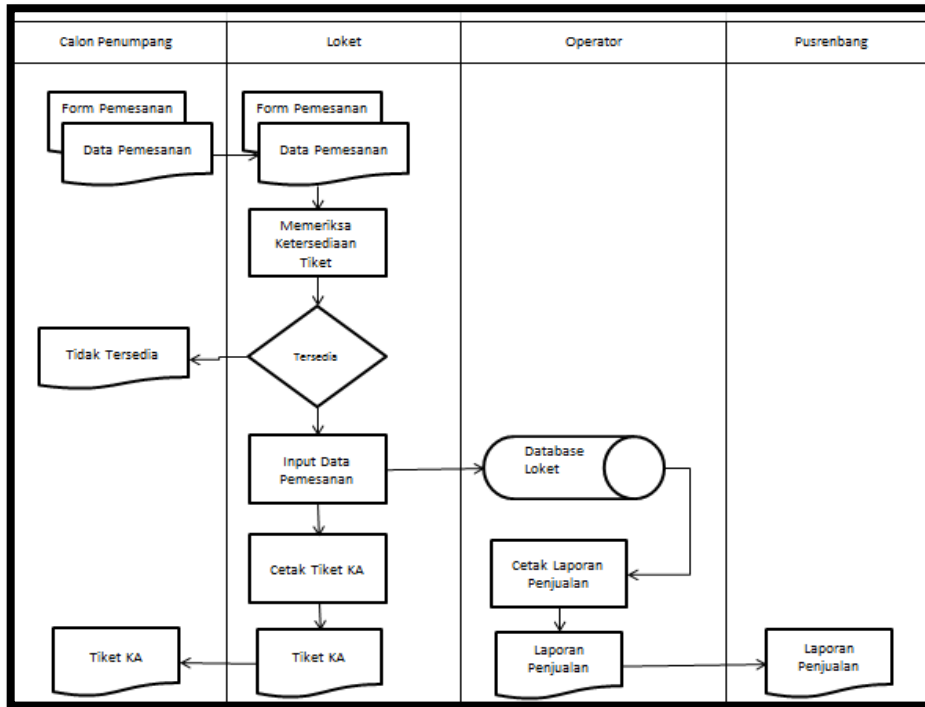 Calon Penumpang
Loket
Operator
Pusrenbang
Form Pemesanan
Data Pemesanan
Form Pemesanan
Data Pemesanan
Memeriksa
Ketersediaan
Tiket
Tidak Tersedia
Tersedia
Input Data
Pemesanan
Database
Loket
Cetak Tiket KA
Cetak Laporan
Penjualan
Tiket KA
Tiket KA
Laporan
Penjualan
Laporan
Penjualan